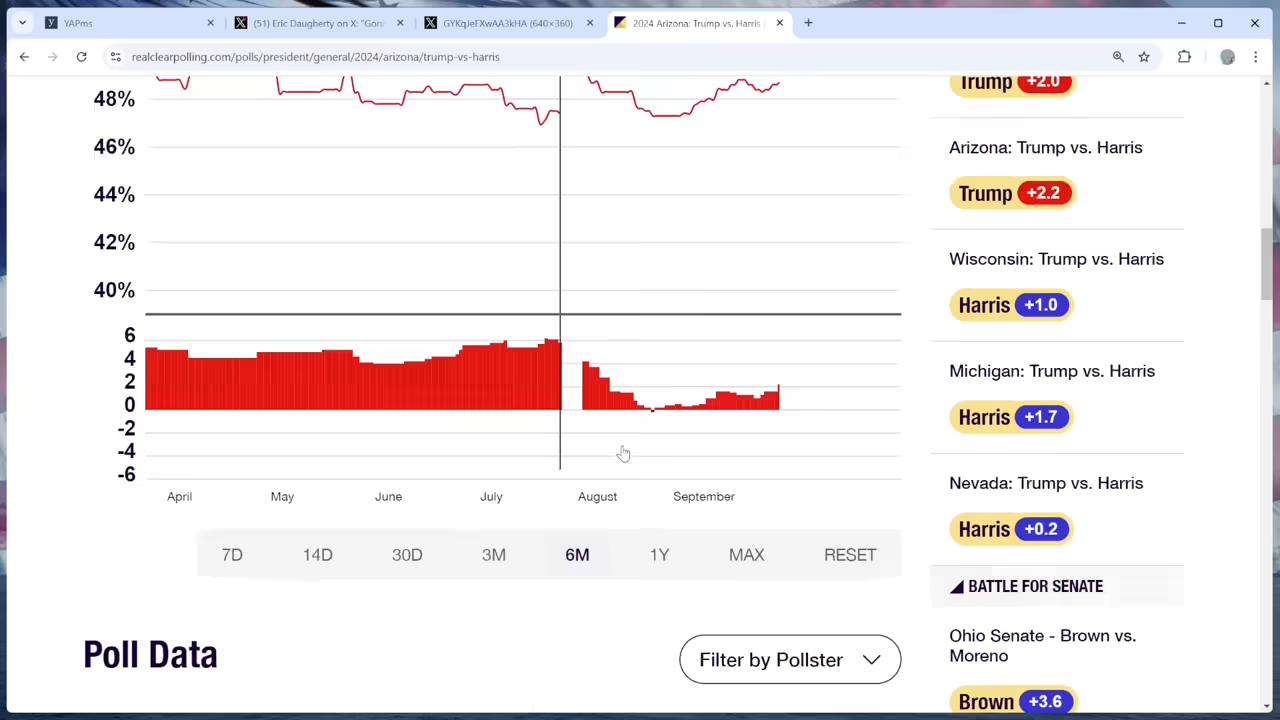 YAPms
(51) Eric Daugherty on X: "Gone
GYKqJeFXwAA3kHA (640×360)
2024 Arizona: Trump vs. Harris
realclearpolling.com/polls/president/general/2024/arizona/trump-vs-harris
48%
46%
44%
42%
40%
6
4
2
0
-2
-4
-6
April May June July August September
7D 14D 30D 3M 6M 1Y MAX RESET
Poll Data
Filter by Pollster
Trump +2.0
Arizona: Trump vs. Harris
Trump +2.2
Wisconsin: Trump vs. Harris
Harris +1.0
Michigan: Trump vs. Harris
Harris +1.7
Nevada: Trump vs. Harris
Harris +0.2
BATTLE FOR SENATE
Ohio Senate - Brown vs.
Moreno
Brown +3.6